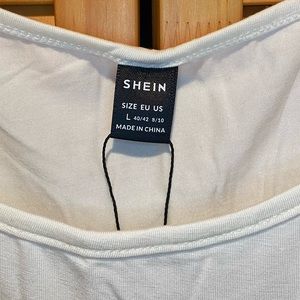 SHEIN
SIZE EU US
L 40/42 8/10
MADE IN CHINA